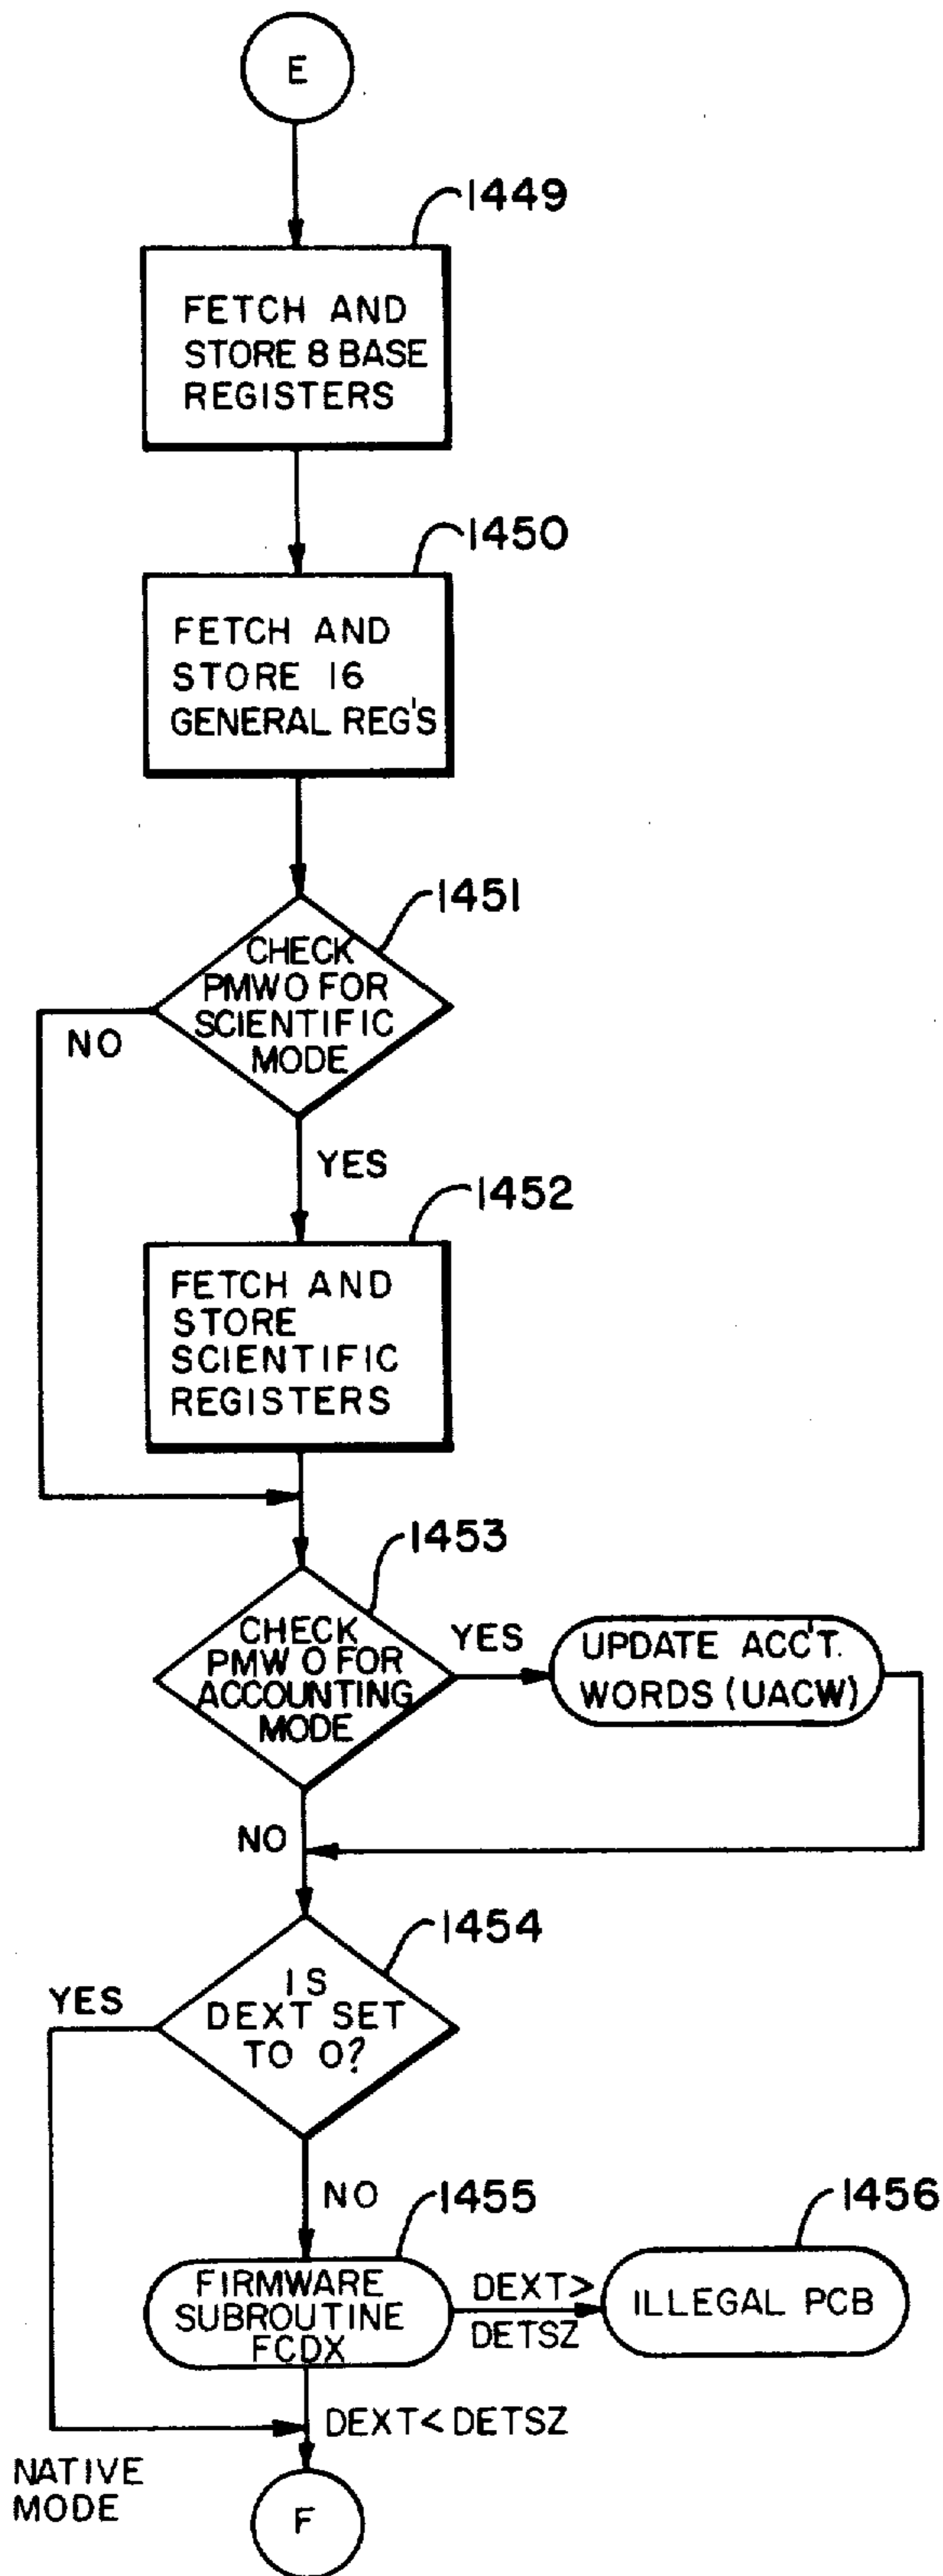 E
1449
FETCH AND
STORE 8 BASE
REGISTERS
1450
FETCH AND
STORE 16
GENERAL REG'S
1451
CHECK
PMW O FOR
SCIENTIFIC
MODE
NO
YES
1452
FETCH AND
STORE
SCIENTIFIC
REGISTERS
1453
CHECK
PMW O FOR
ACCOUNTING
MODE
YES
UPDATE ACC'T.
WORDS (UACW)
NO
1454
IS
DEXT SET
TO O?
YES
NO
1455
FIRMWARE
SUBROUTINE
FCDX
DEXT>
DETSZ
1456
ILLEGAL PCB
DEXT<DETSZ
NATIVE
MODE
F